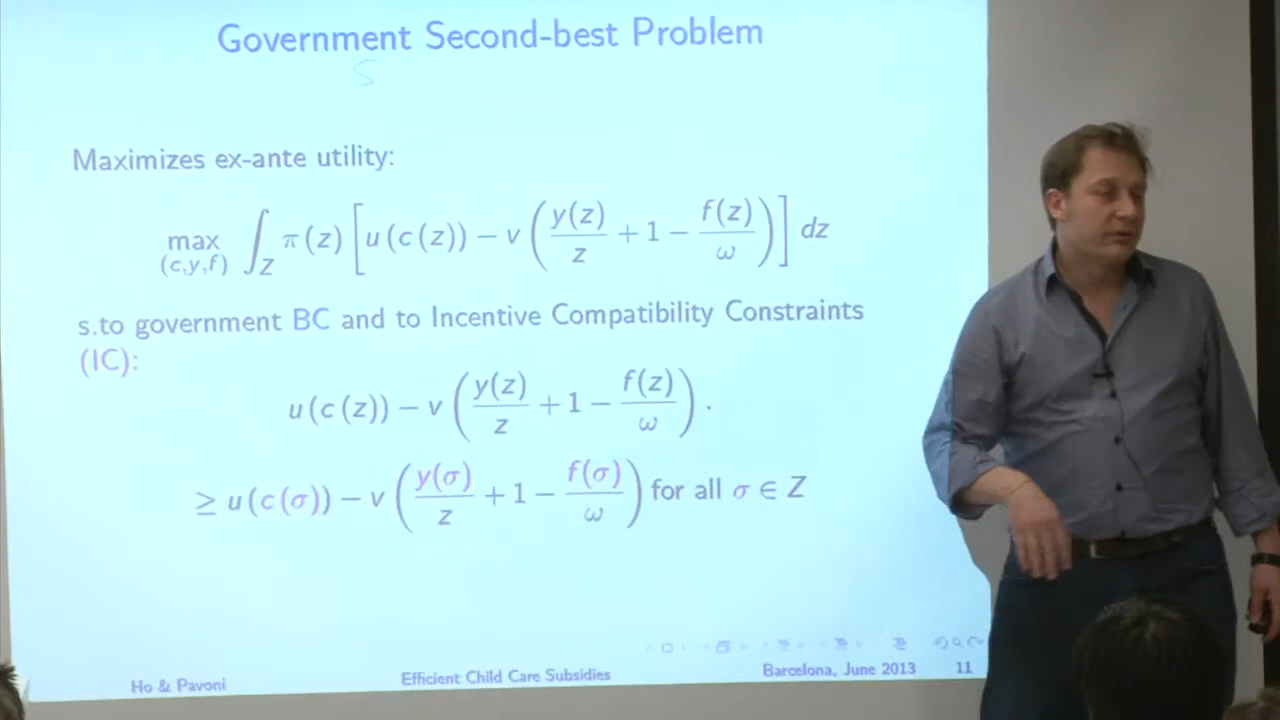 Government Second-best Problem
S
Maximizes ex-ante utility:
max_{(c,y,f)} ∫_Z π(z) [ u(c(z)) − v ( y(z)/z + 1 − f(z)/ω ) ] dz
s.to government BC and to Incentive Compatibility Constraints
(IC):
u(c(z)) − v ( y(z)/z + 1 − f(z)/ω ) .
≥ u(c(σ)) − v ( y(σ)/z + 1 − f(σ)/ω ) for all σ ∈ Z
Ho & Pavoni Efficient Child Care Subsidies Barcelona, June 2013 11